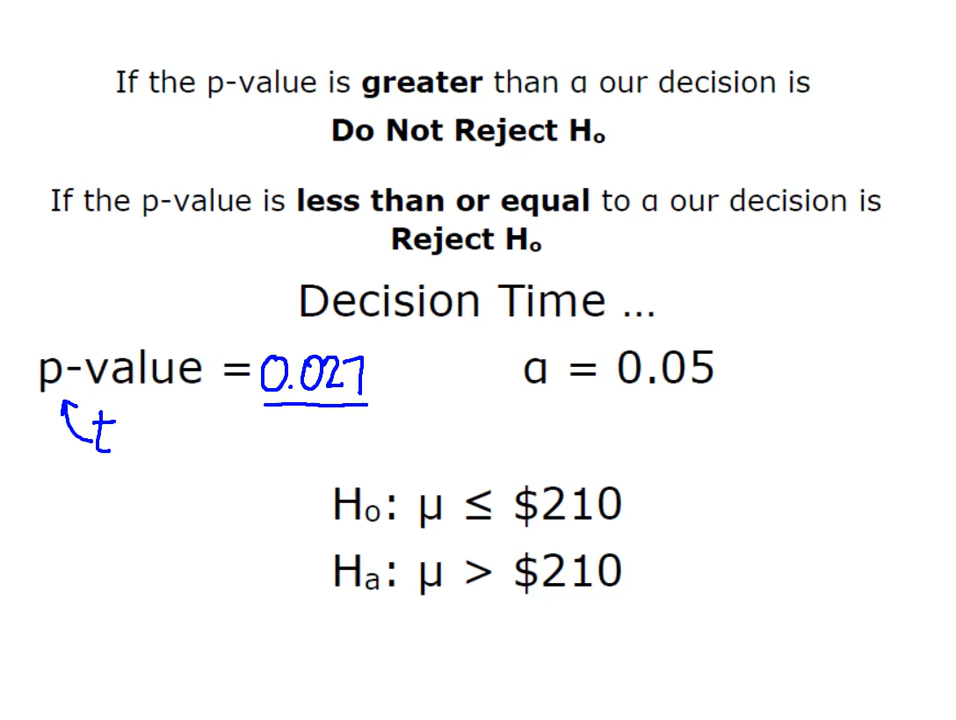 If the p-value is greater than α our decision is
Do Not Reject Hₒ
If the p-value is less than or equal to α our decision is
Reject Hₒ
Decision Time ...
p-value = 0.027 α = 0.05
t
Hₒ: μ ≤ $210
Hₐ: μ > $210